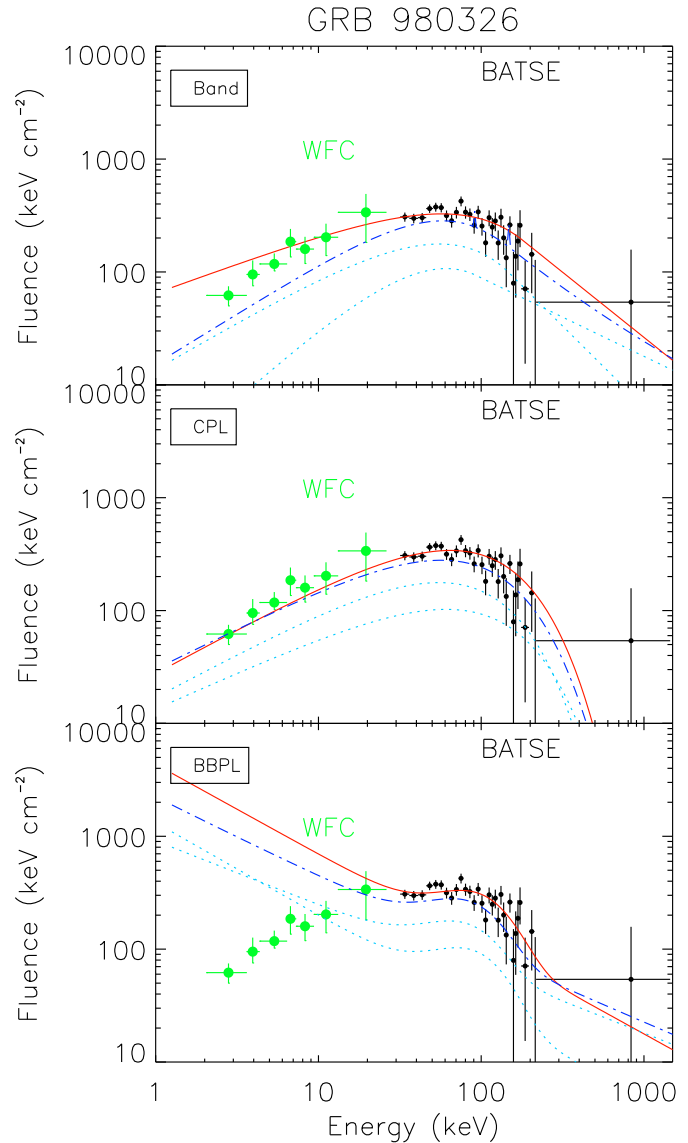 GRB 980326
10000
1000
100
10
Fluence (keV cm⁻²)
Band
WFC
BATSE
10000
1000
100
10
Fluence (keV cm⁻²)
CPL
WFC
BATSE
10000
1000
100
10
Fluence (keV cm⁻²)
BBPL
WFC
BATSE
1 10 100 1000
Energy (keV)